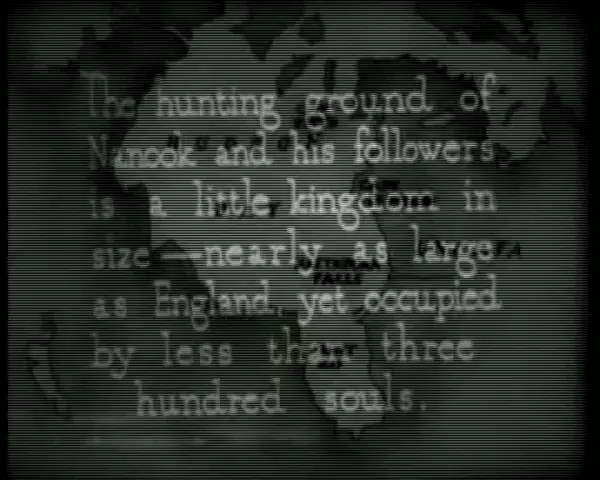 The hunting ground of
Nanook and his followers
is a little kingdom in
size—nearly as large
as England, yet occupied
by less than three
hundred souls.
FALLS